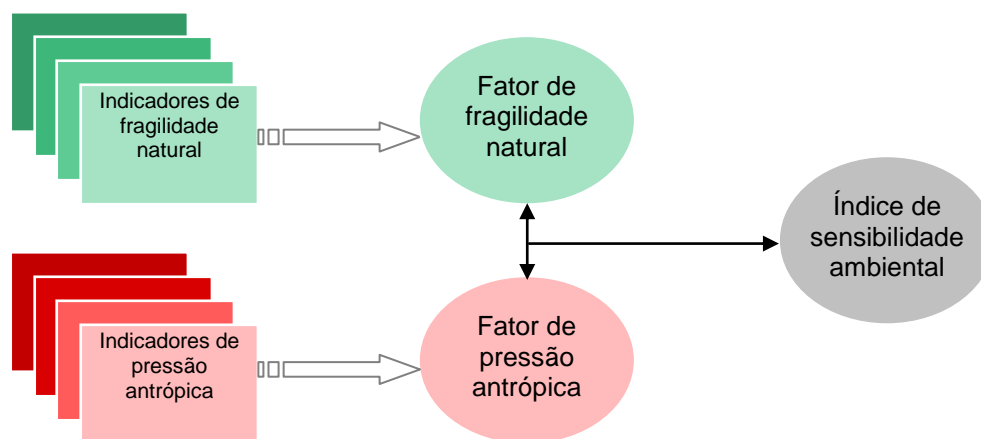 Indicadores de
fragilidade
natural
Fator de
fragilidade
natural
Índice de
sensibilidade
ambiental
Indicadores de
pressão
antrópica
Fator de
pressão
antrópica